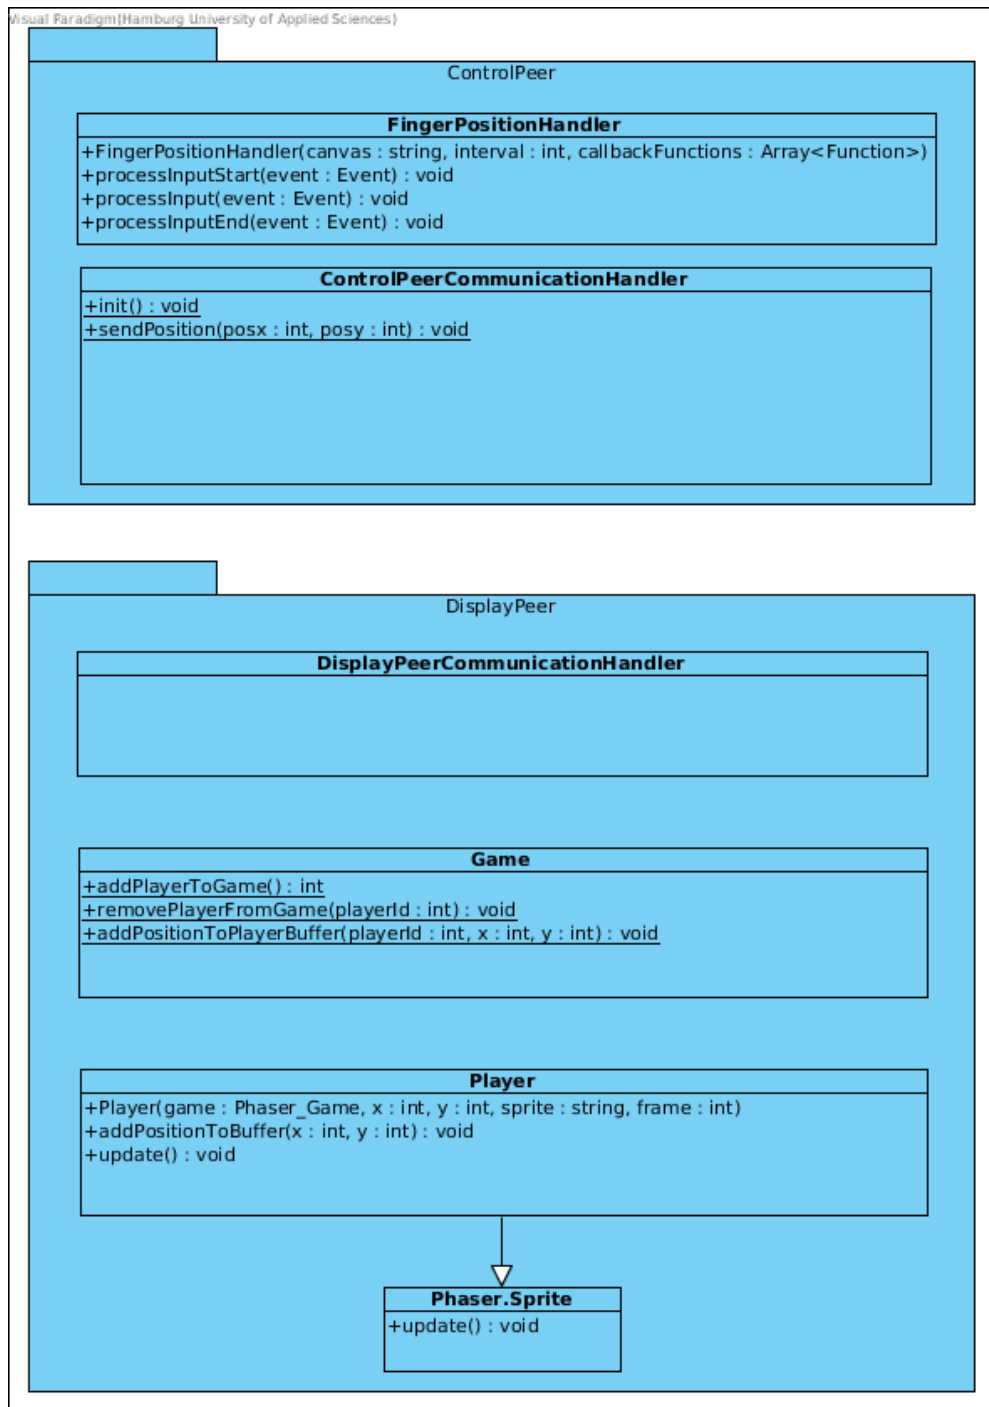 Visual Paradigm(Hamburg University of Applied Sciences)
ControlPeer
FingerPositionHandler
+FingerPositionHandler(canvas : string, interval : int, callbackFunctions : Array<Function>)
+processInputStart(event : Event) : void
+processInput(event : Event) : void
+processInputEnd(event : Event) : void
ControlPeerCommunicationHandler
+init() : void
+sendPosition(posx : int, posy : int) : void
DisplayPeer
DisplayPeerCommunicationHandler
Game
+addPlayerToGame() : int
+removePlayerFromGame(playerId : int) : void
+addPositionToPlayerBuffer(playerId : int, x : int, y : int) : void
Player
+Player(game : Phaser_Game, x : int, y : int, sprite : string, frame : int)
+addPositionToBuffer(x : int, y : int) : void
+update() : void
Phaser.Sprite
+update() : void